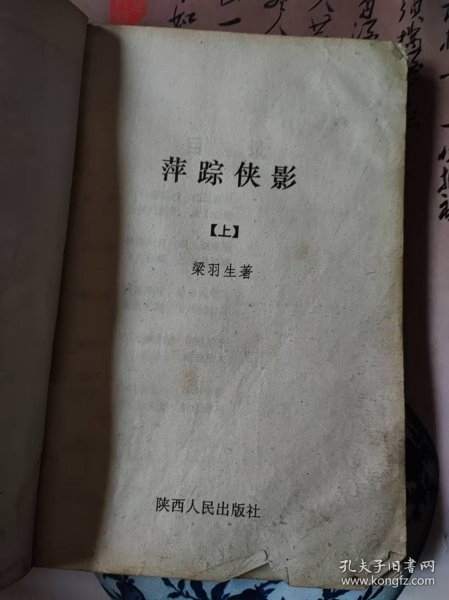 萍踪侠影
【上】
梁羽生著
陕西人民出版社
孔夫子旧书网
www.kongfz.com